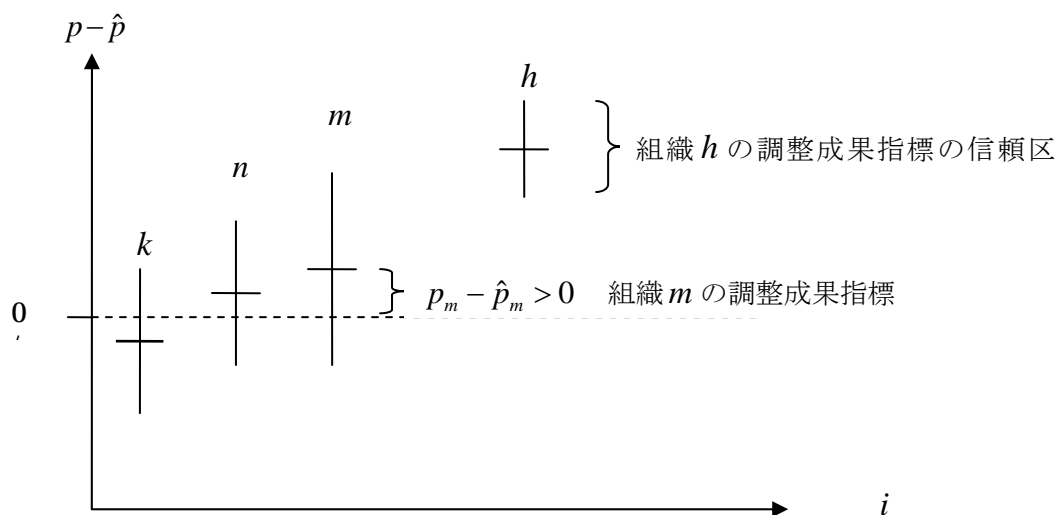 p − p̂
h
m
組織 h の調整成果指標の信頼区
n
k
p_m − p̂_m > 0 組織 m の調整成果指標
0
,
i